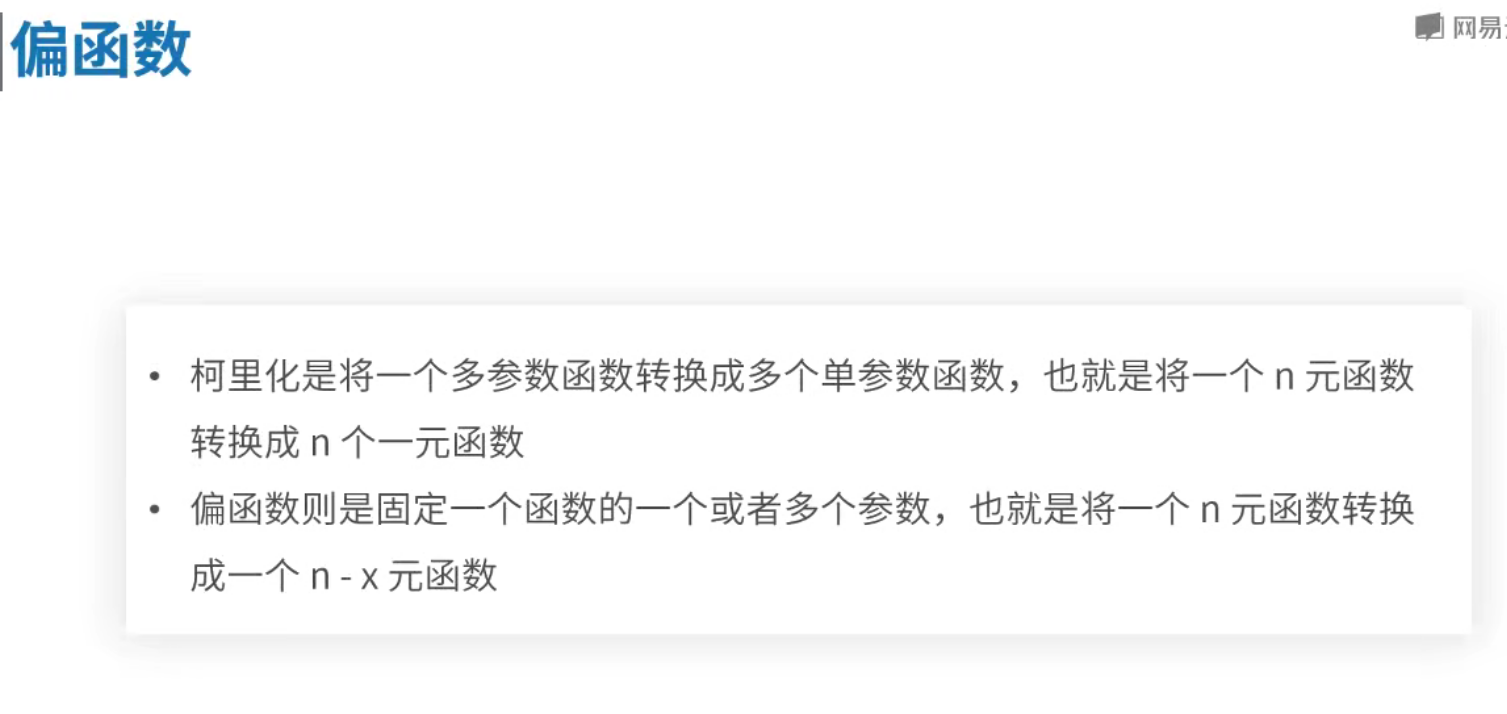 偏函数
网易
• 柯里化是将一个多参数函数转换成多个单参数函数，也就是将一个 n 元函数
转换成 n 个一元函数
• 偏函数则是固定一个函数的一个或者多个参数，也就是将一个 n 元函数转换
成一个 n - x 元函数